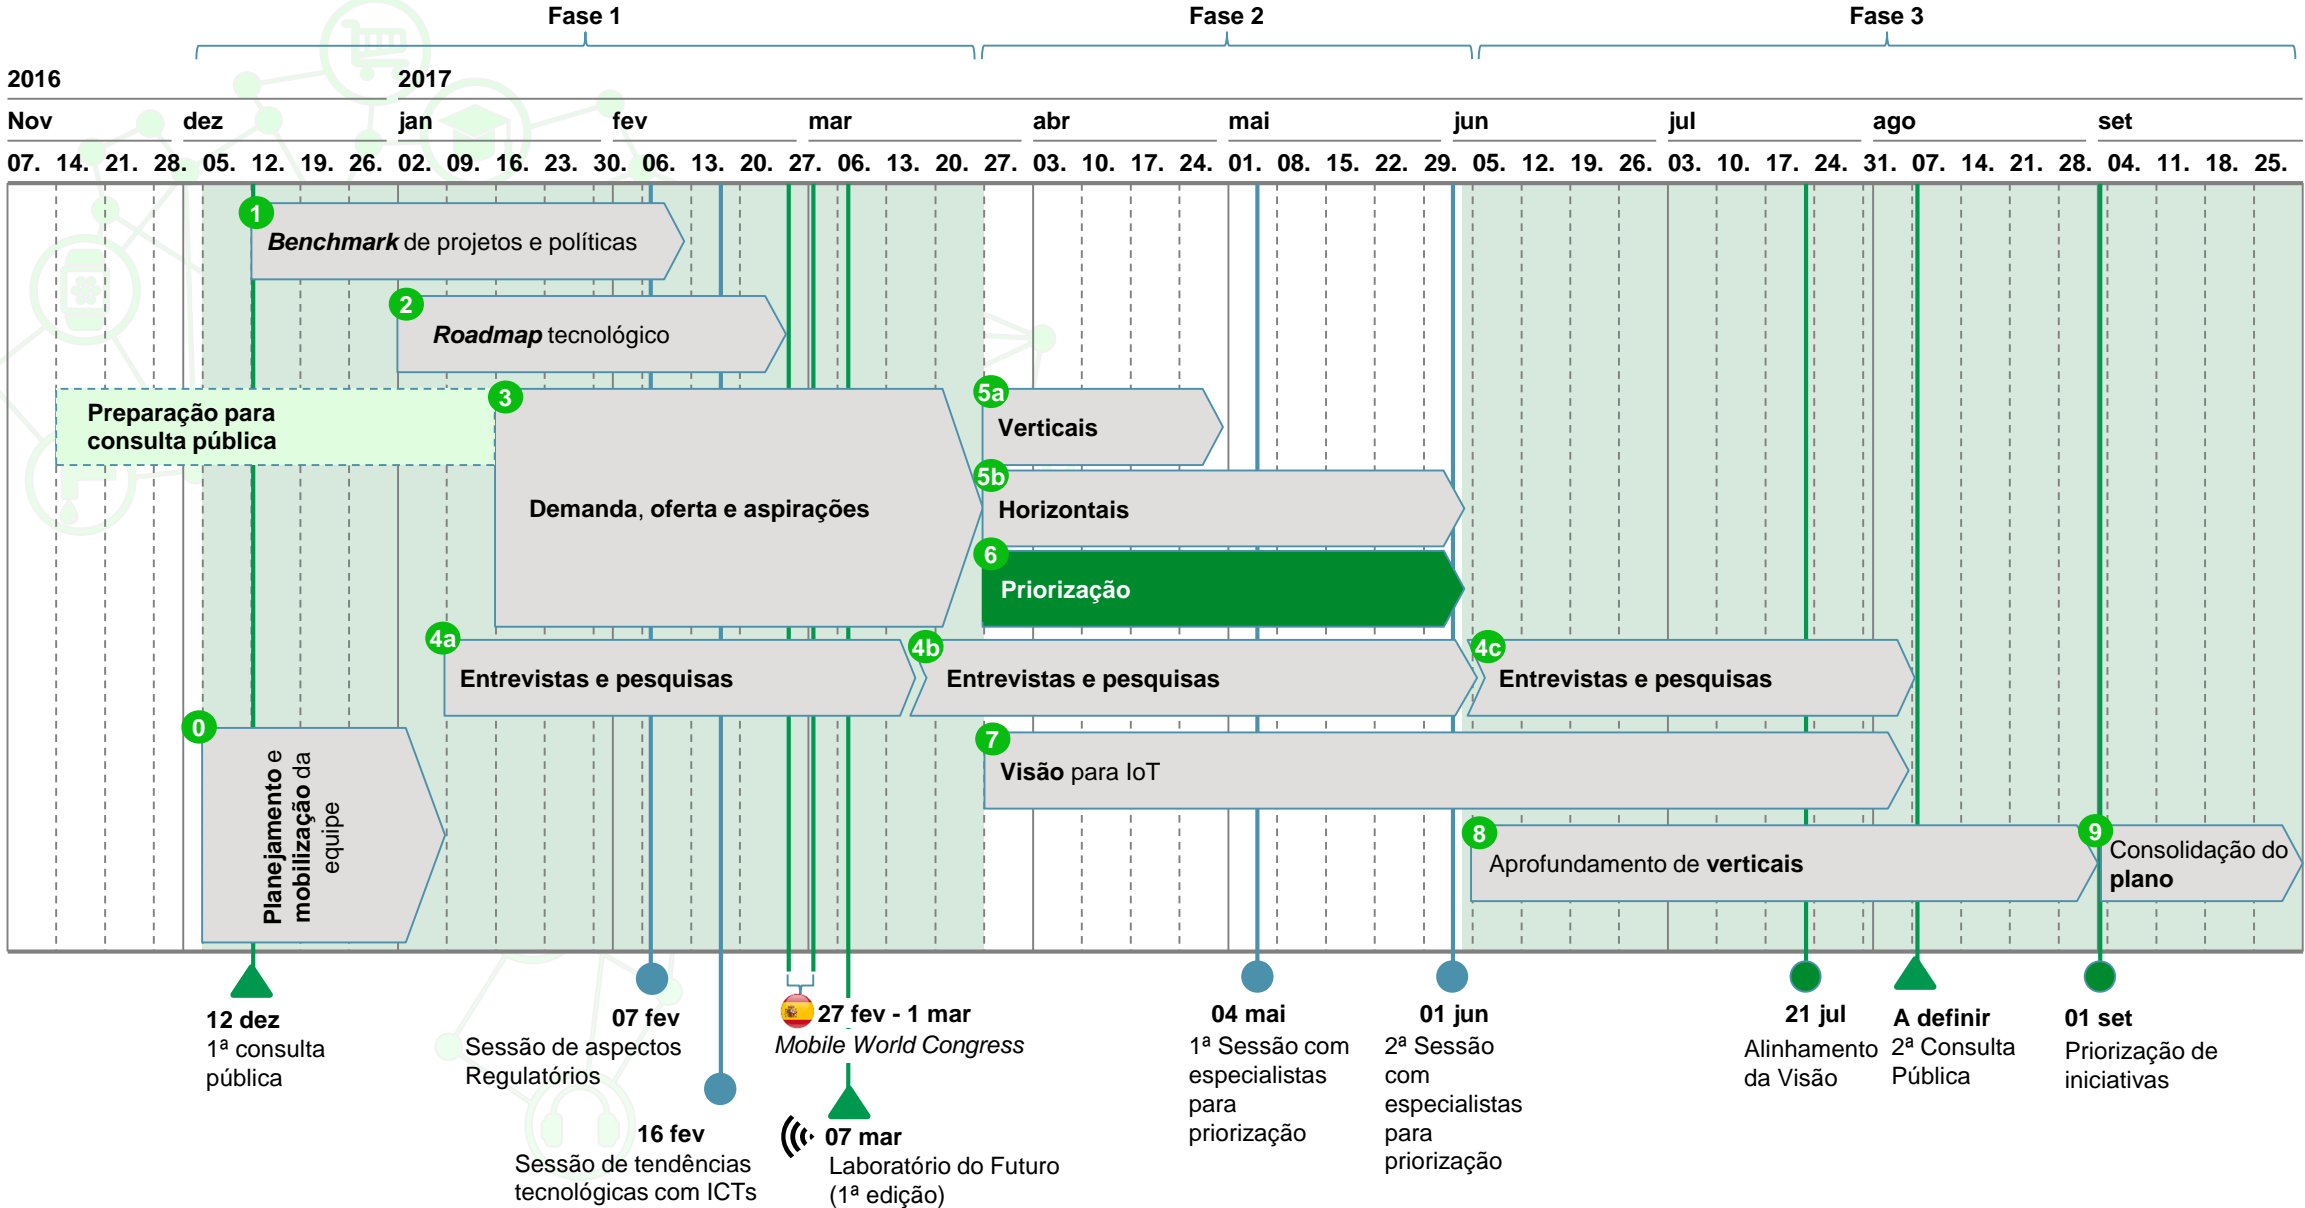 Fase 1 Fase 2 Fase 3
2016 2017
Nov dez jan fev mar abr mai jun jul ago set
07. 14. 21. 28. 05. 12. 19. 26. 02. 09. 16. 23. 30. 06. 13. 20. 27. 06. 13. 20. 27. 03. 10. 17. 24. 01. 08. 15. 22. 29. 05. 12. 19. 26. 03. 10. 17. 24. 31. 07. 14. 21. 28. 04. 11. 18. 25.
1
Benchmark de projetos e políticas
2
Roadmap tecnológico
Preparação para
consulta pública
3
Demanda, oferta e aspirações
5a
Verticais
5b
Horizontais
6
Priorização
4a
Entrevistas e pesquisas
4b
Entrevistas e pesquisas
4c
Entrevistas e pesquisas
0
Planejamento e
mobilização da
equipe
7
Visão para IoT
8
Aprofundamento de verticais
9
Consolidação do
plano
12 dez
1ª consulta
pública
07 fev
Sessão de aspectos
Regulatórios
16 fev
Sessão de tendências
tecnológicas com ICTs
27 fev - 1 mar
Mobile World Congress
07 mar
Laboratório do Futuro
(1ª edição)
04 mai
1ª Sessão com
especialistas
para
priorização
01 jun
2ª Sessão
com
especialistas
para
priorização
21 jul
Alinhamento
da Visão
A definir
2ª Consulta
Pública
01 set
Priorização de
iniciativas